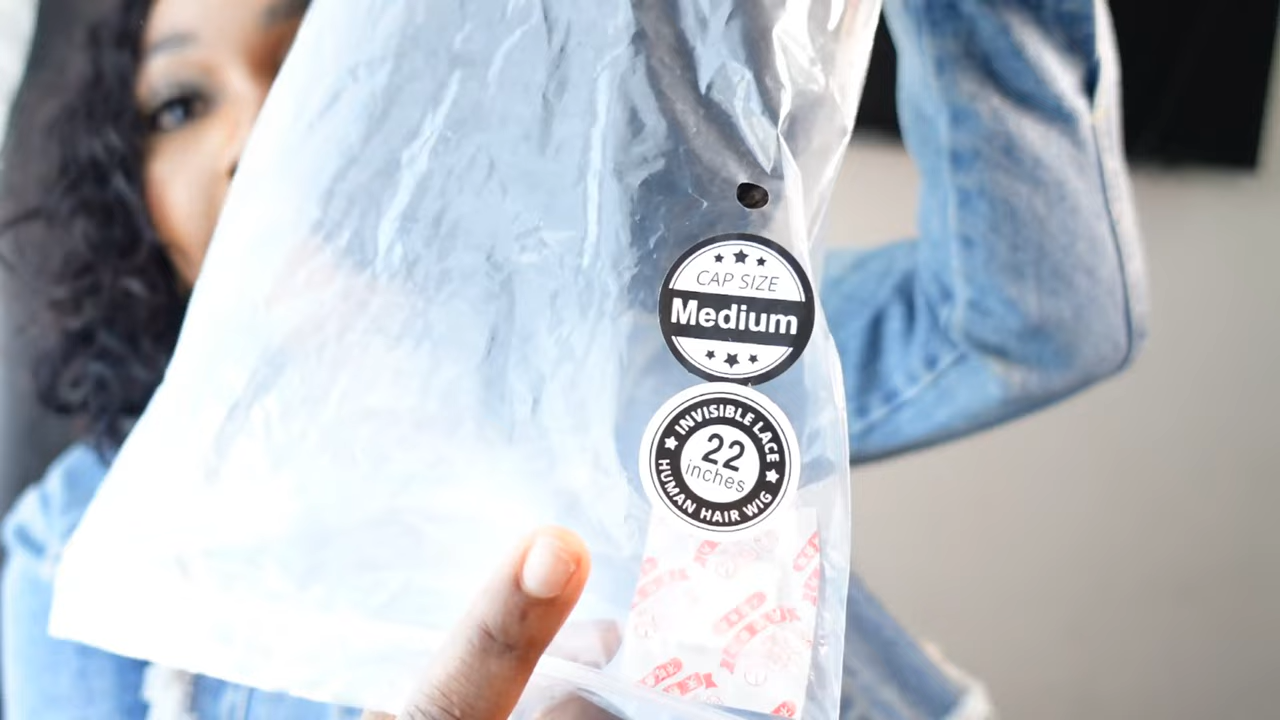 CAP SIZE
Medium
INVISIBLE LACE
22
inches
HUMAN HAIR WIG